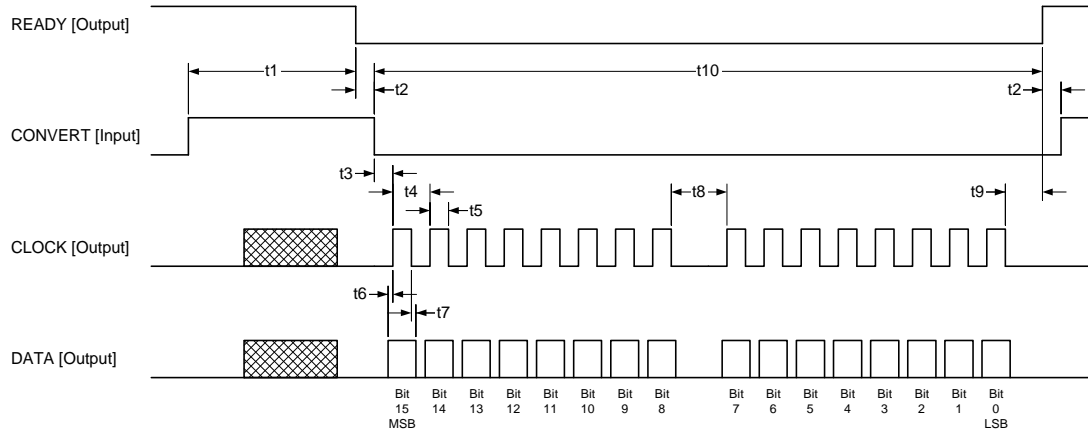 READY [Output]
t1
t10
t2
t2
CONVERT [Input]
t3
t4
t8
t9
t5
CLOCK [Output]
t6
t7
DATA [Output]
Bit 15 MSB
Bit 14
Bit 13
Bit 12
Bit 11
Bit 10
Bit 9
Bit 8
Bit 7
Bit 6
Bit 5
Bit 4
Bit 3
Bit 2
Bit 1
Bit 0 LSB